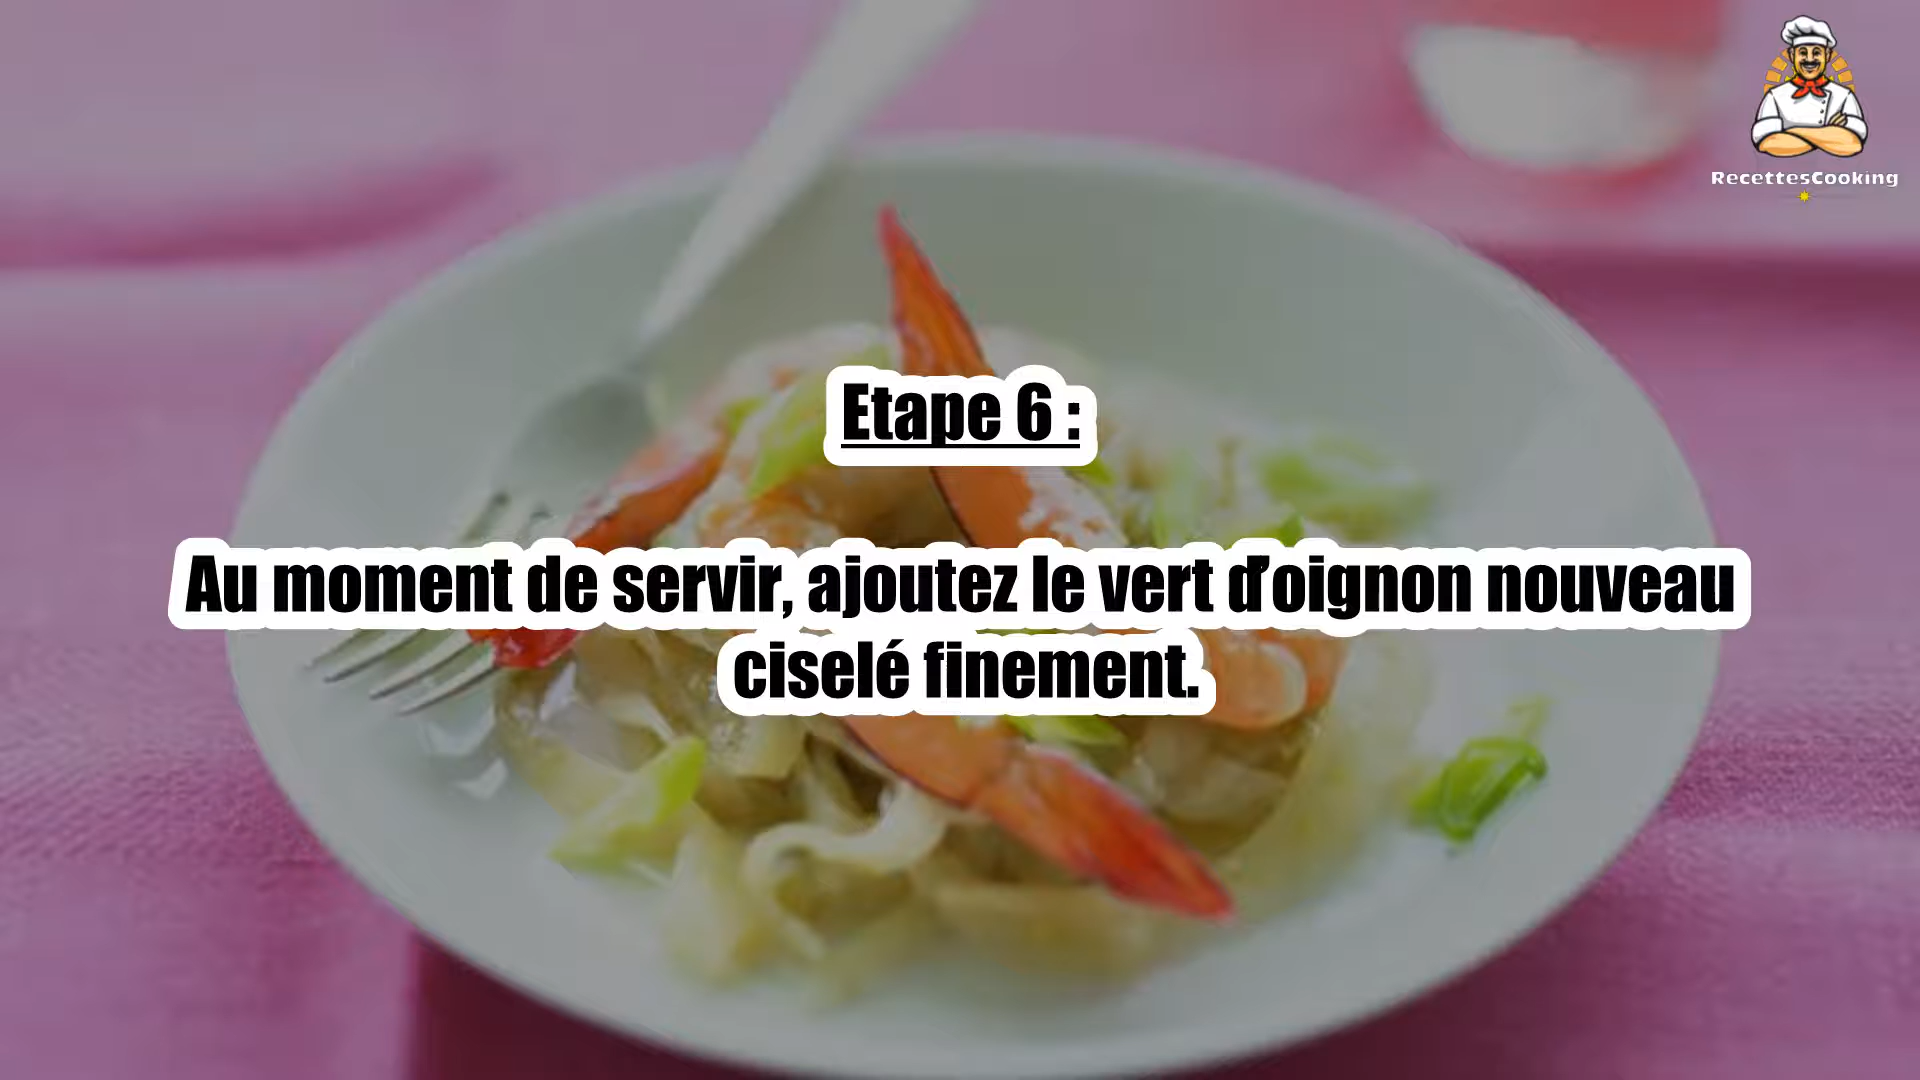 RecettesCooking
Etape 6 :
Au moment de servir, ajoutez le vert d’oignon nouveau
ciselé finement.